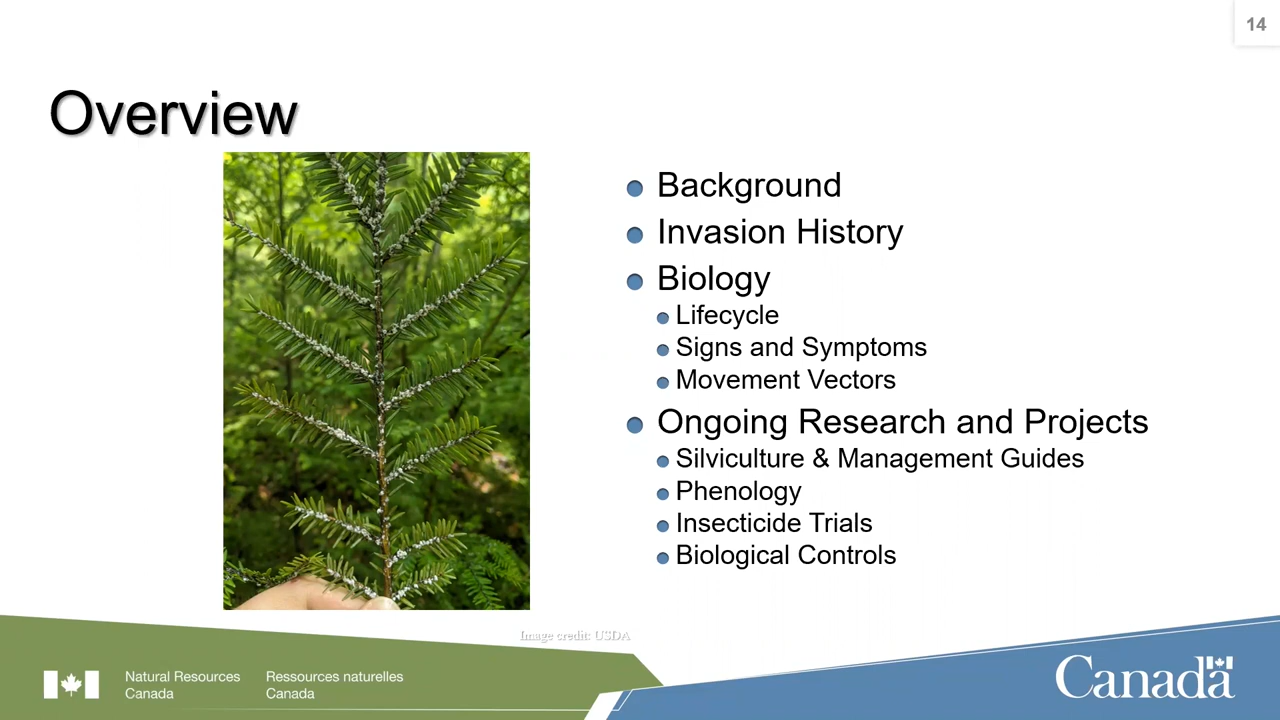 14
Overview
Background
Invasion History
Biology
Lifecycle
Signs and Symptoms
Movement Vectors
Ongoing Research and Projects
Silviculture & Management Guides
Phenology
Insecticide Trials
Biological Controls
Image credit: USDA
Natural Resources
Canada
Ressources naturelles
Canada
Canada